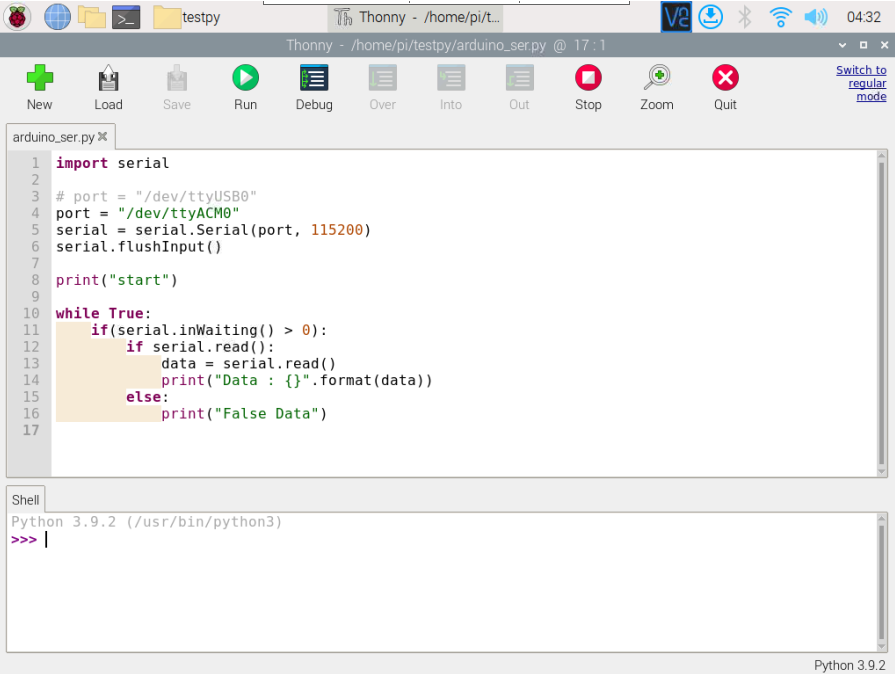 testpy
Thonny - /home/pi/t...
04:32
Thonny - /home/pi/testpy/arduino_ser.py @ 17 : 1
New Load Save Run Debug Over Into Out Stop Zoom Quit
Switch to
regular
mode
arduino_ser.py
1 import serial
2
3 # port = "/dev/ttyUSB0"
4 port = "/dev/ttyACM0"
5 serial = serial.Serial(port, 115200)
6 serial.flushInput()
7
8 print("start")
9
10 while True:
11     if(serial.inWaiting() > 0):
12         if serial.read():
13             data = serial.read()
14             print("Data : {}".format(data))
15         else:
16             print("False Data")
17
Shell
Python 3.9.2 (/usr/bin/python3)
>>>
Python 3.9.2